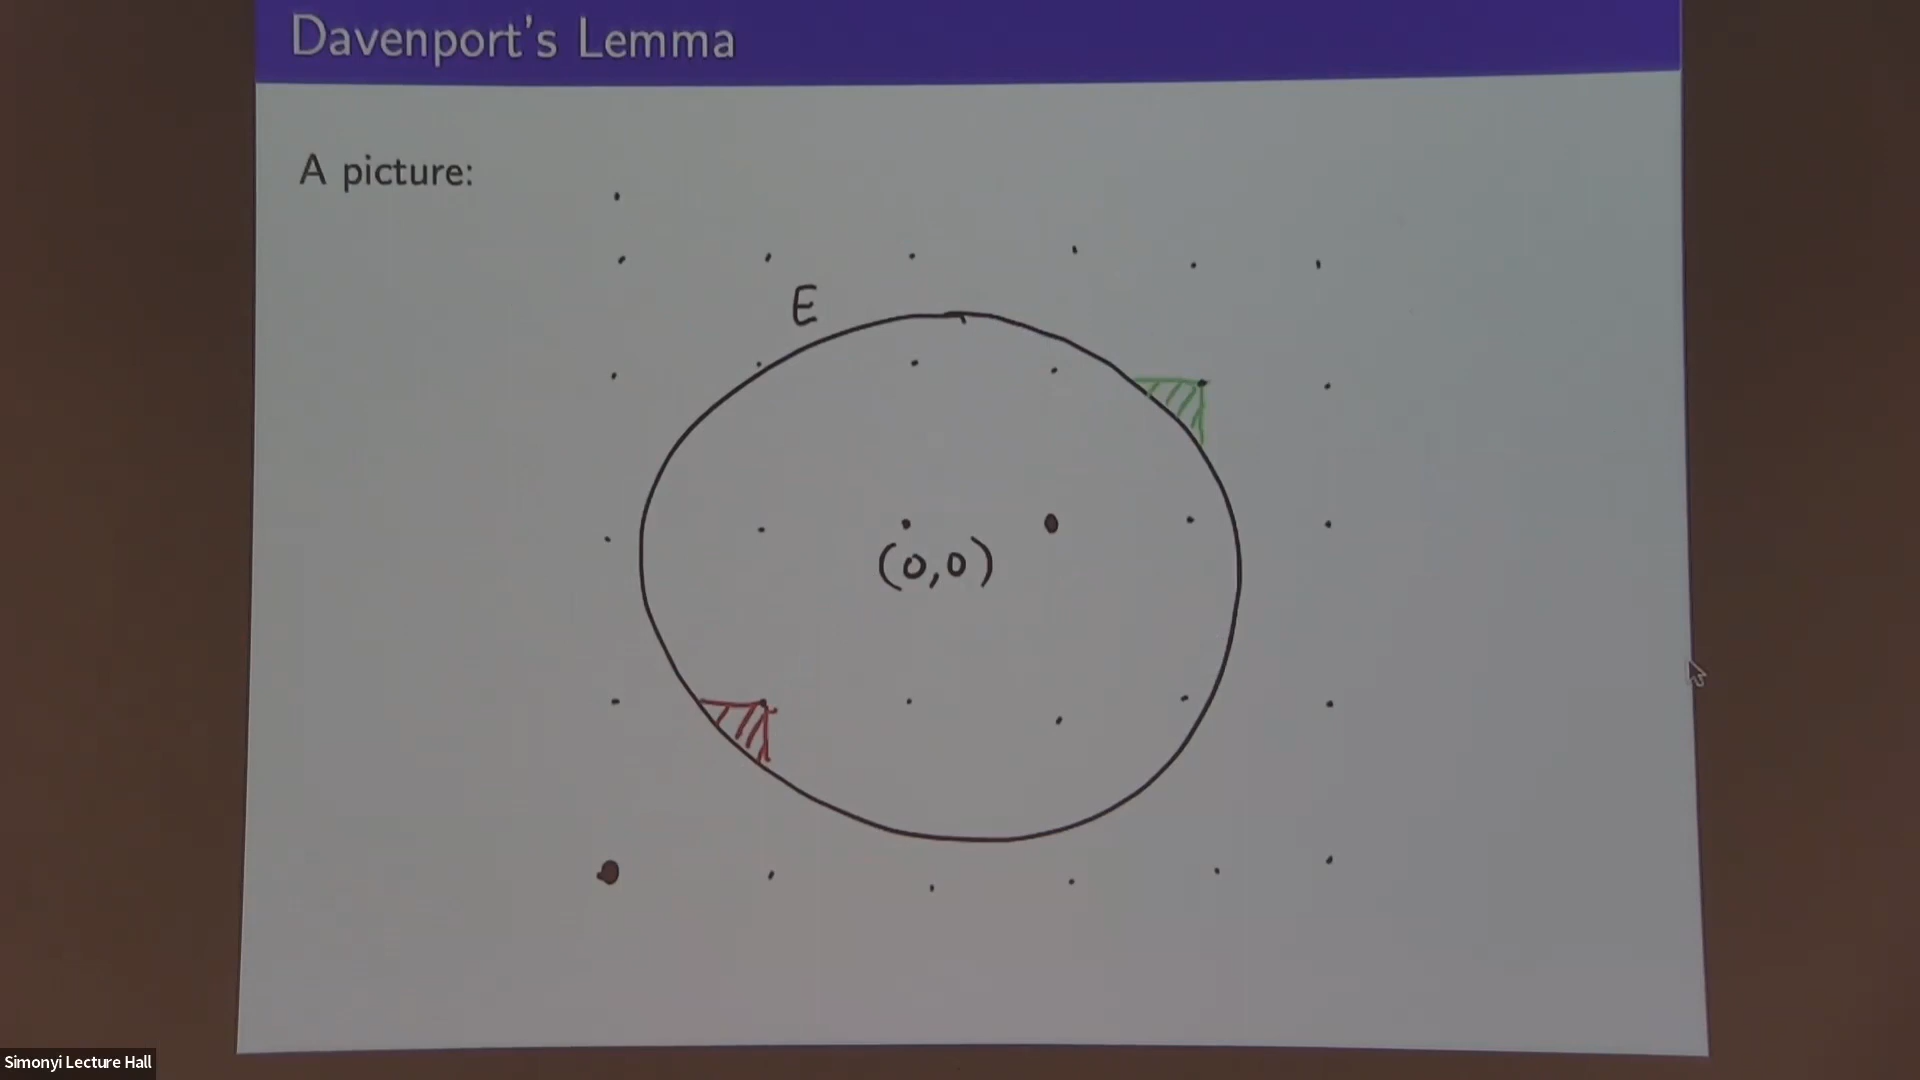 Davenport's Lemma
A picture:
E
(0,0)
Simonyi Lecture Hall